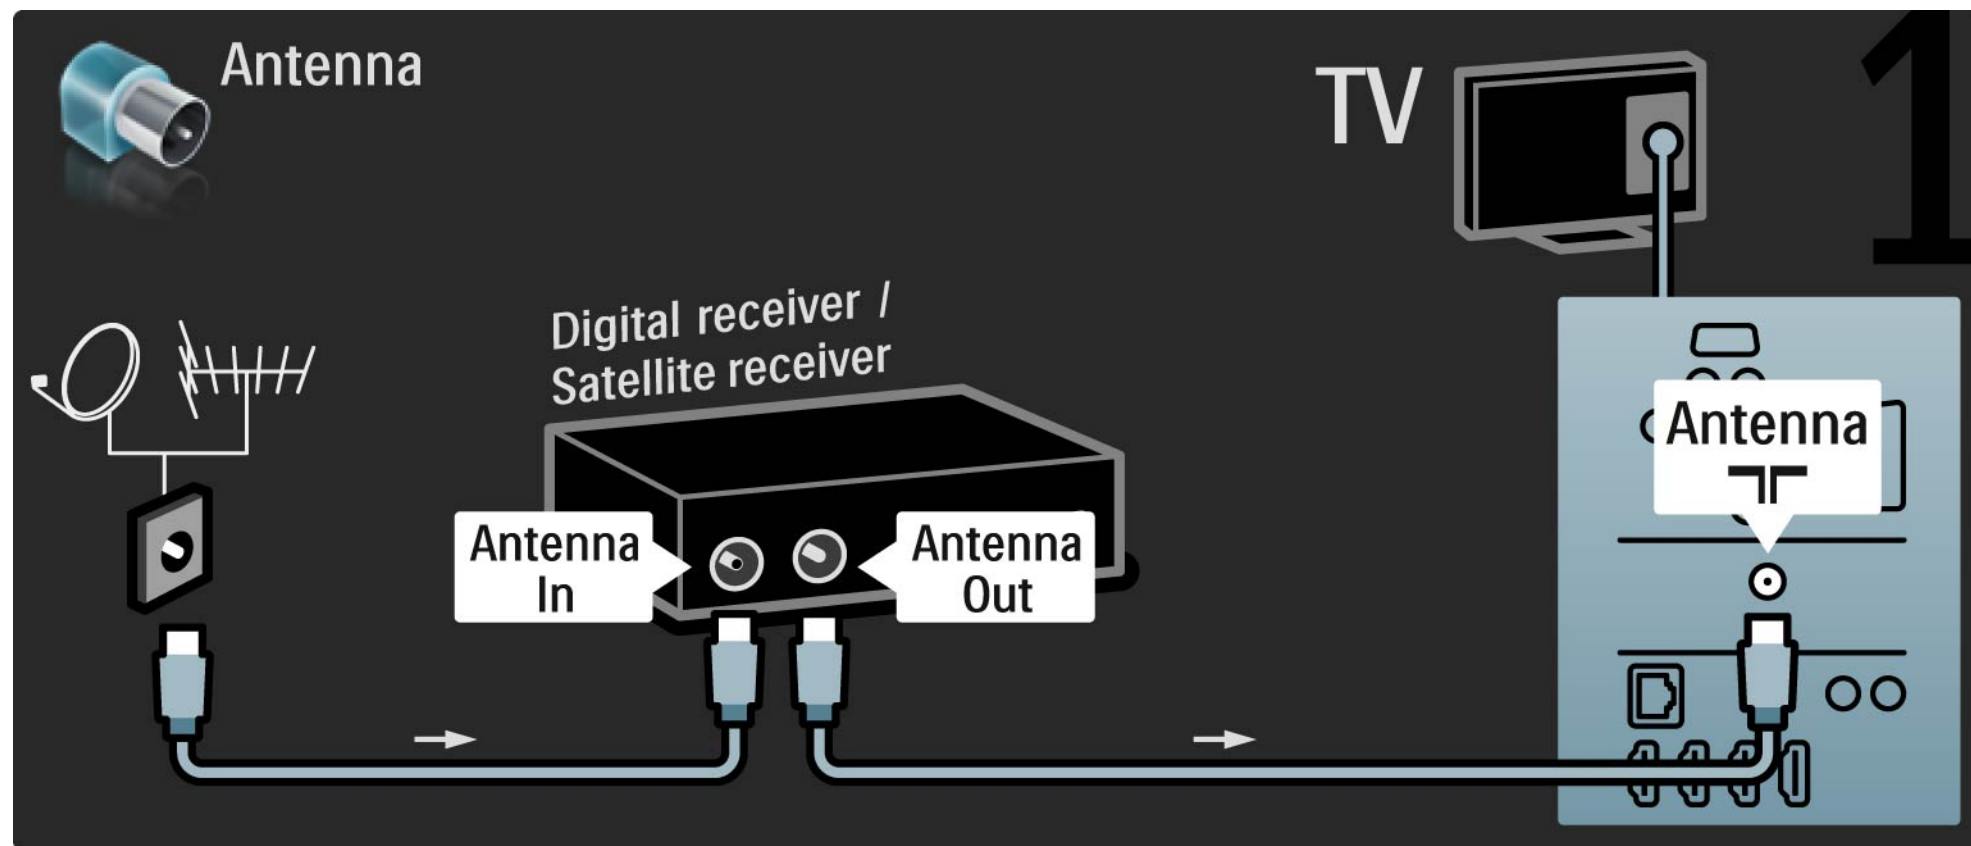 Antenna
TV
1
Digital receiver /
Satellite receiver
Antenna
In
Antenna
Out
Antenna